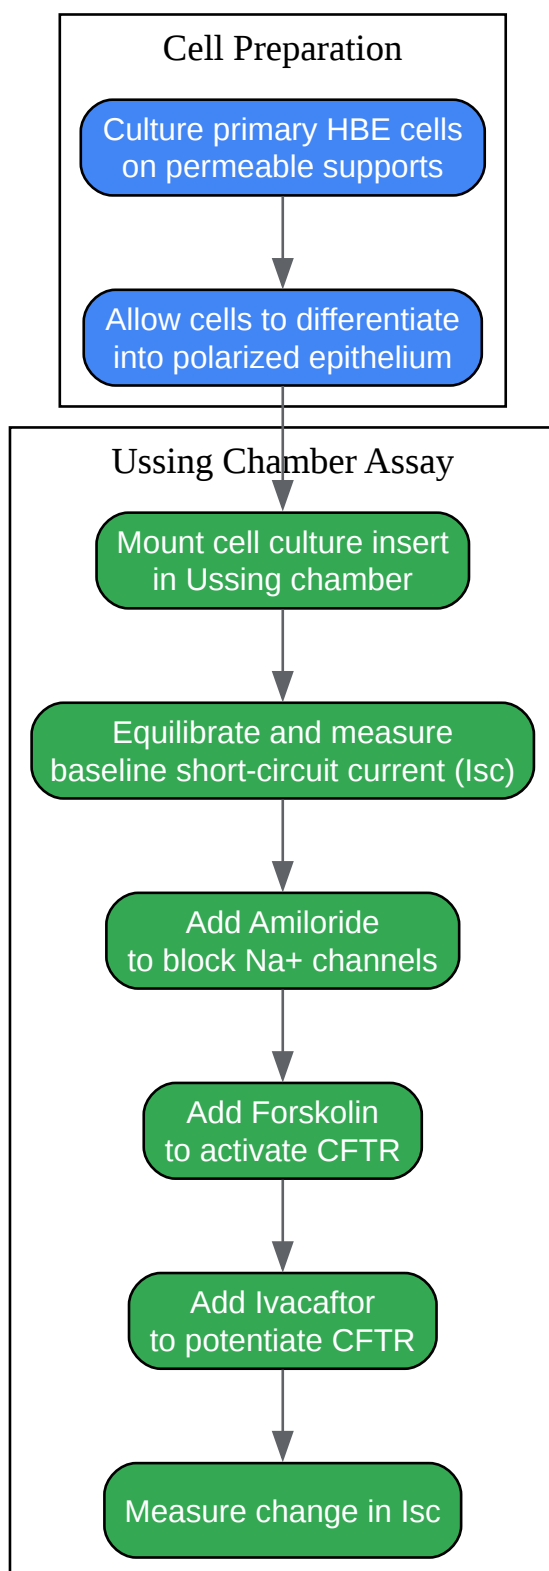 Cell Preparation
Culture primary HBE cells
on permeable supports
Allow cells to differentiate
into polarized epithelium
Ussing Chamber Assay
Mount cell culture insert
in Ussing chamber
Equilibrate and measure
baseline short-circuit current (Isc)
Add Amiloride
to block Na+ channels
Add Forskolin
to activate CFTR
Add Ivacaftor
to potentiate CFTR
Measure change in Isc